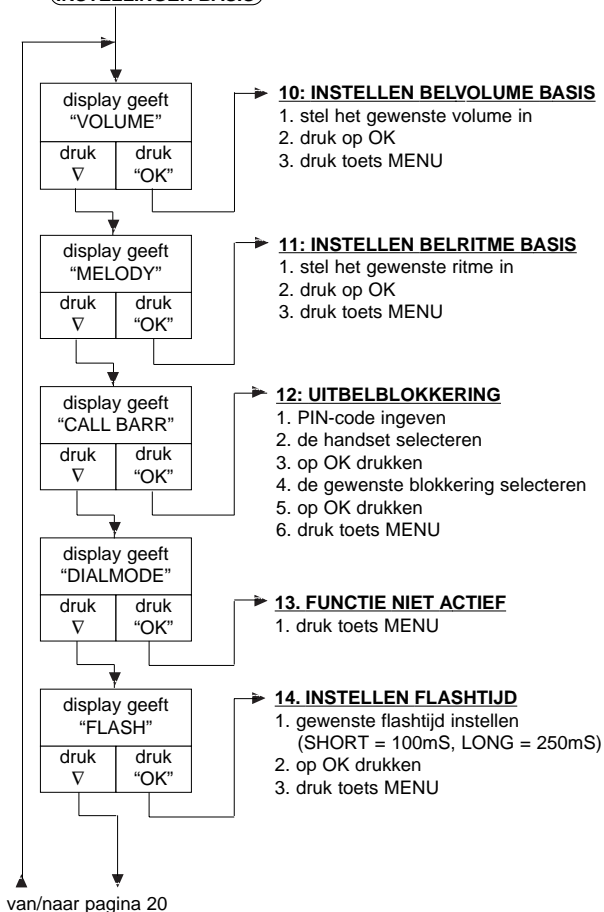 (INSTELLINGEN BASIS)
display geeft
“VOLUME”
druk
∇
druk
“OK”
10: INSTELLEN BELVOLUME BASIS
1. stel het gewenste volume in
2. druk op OK
3. druk toets MENU
display geeft
“MELODY”
druk
∇
druk
“OK”
11: INSTELLEN BELRITME BASIS
1. stel het gewenste ritme in
2. druk op OK
3. druk toets MENU
display geeft
“CALL BARR”
druk
∇
druk
“OK”
12: UITBELBLOKKERING
1. PIN-code ingeven
2. de handset selecteren
3. op OK drukken
4. de gewenste blokkering selecteren
5. op OK drukken
6. druk toets MENU
display geeft
“DIALMODE”
druk
∇
druk
“OK”
13. FUNCTIE NIET ACTIEF
1. druk toets MENU
display geeft
“FLASH”
druk
∇
druk
“OK”
14. INSTELLEN FLASHTIJD
1. gewenste flashtijd instellen
(SHORT = 100mS, LONG = 250mS)
2. op OK drukken
3. druk toets MENU
van/naar pagina 20